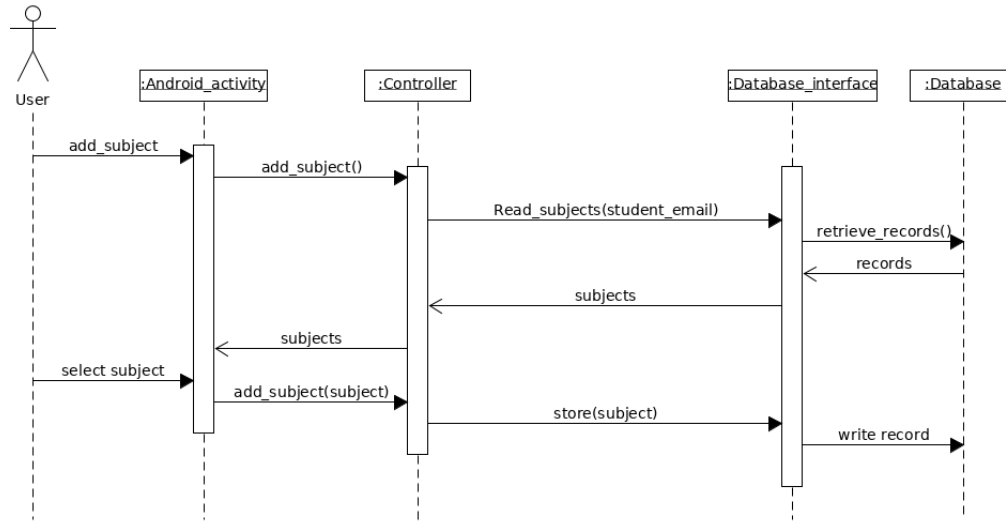 User
:Android_activity
:Controller
:Database_interface
:Database
add_subject
add_subject()
Read_subjects(student_email)
retrieve_records()
records
subjects
subjects
select subject
add_subject(subject)
store(subject)
write record